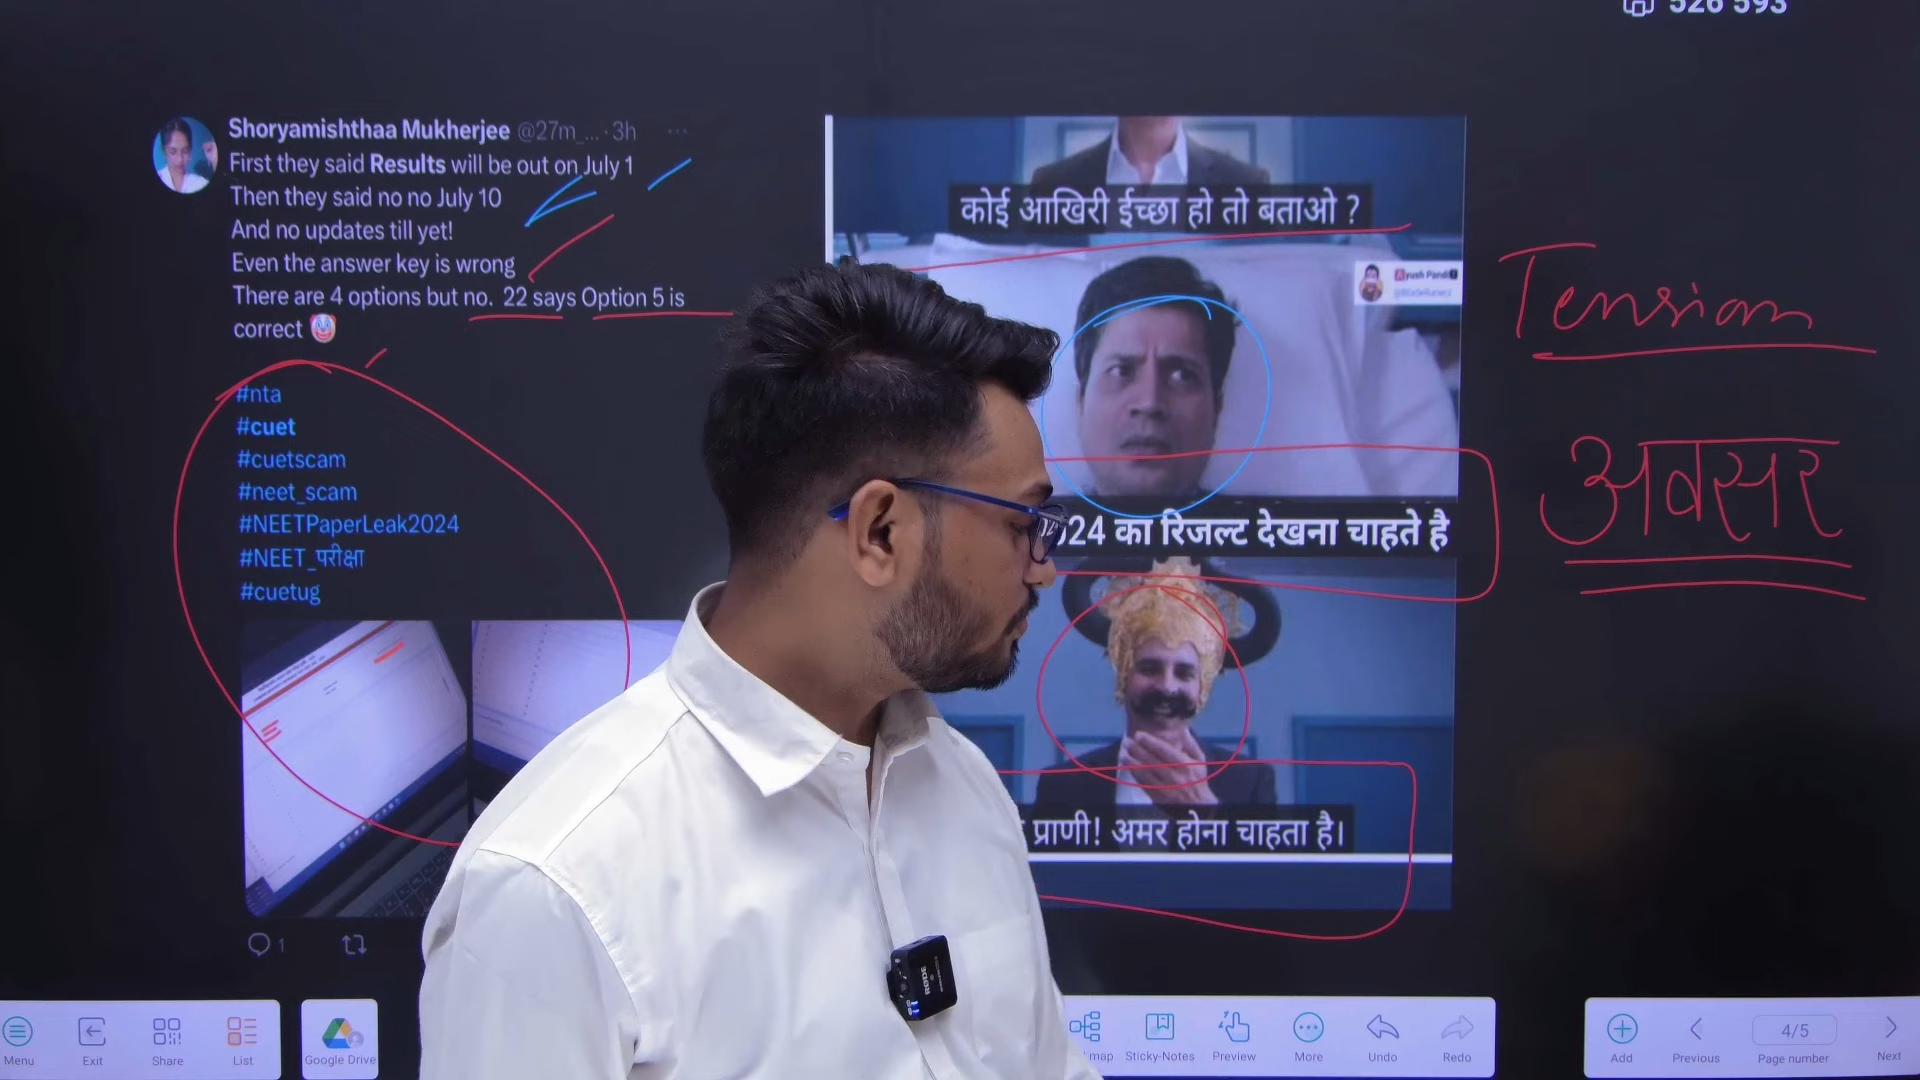 526 593
Shoryamishthaa Mukherjee @27m_... · 3h
First they said Results will be out on July 1
Then they said no no July 10
And no updates till yet!
Even the answer key is wrong
There are 4 options but no. 22 says Option 5 is
correct
#nta
#cuet
#cuetscam
#neet_scam
#NEETPaperLeak2024
#NEET_परीक्षा
#cuetug
1
कोई आखिरी ईच्छा हो तो बताओ ?
Ayush Pandit
24 का रिजल्ट देखना चाहते है
प्राणी! अमर होना चाहता है।
Tension
अवसर
Menu
Exit
Share
List
Google Drive
map
Sticky-Notes
Preview
More
Undo
Redo
Add
Previous
4/5
Page number
Next